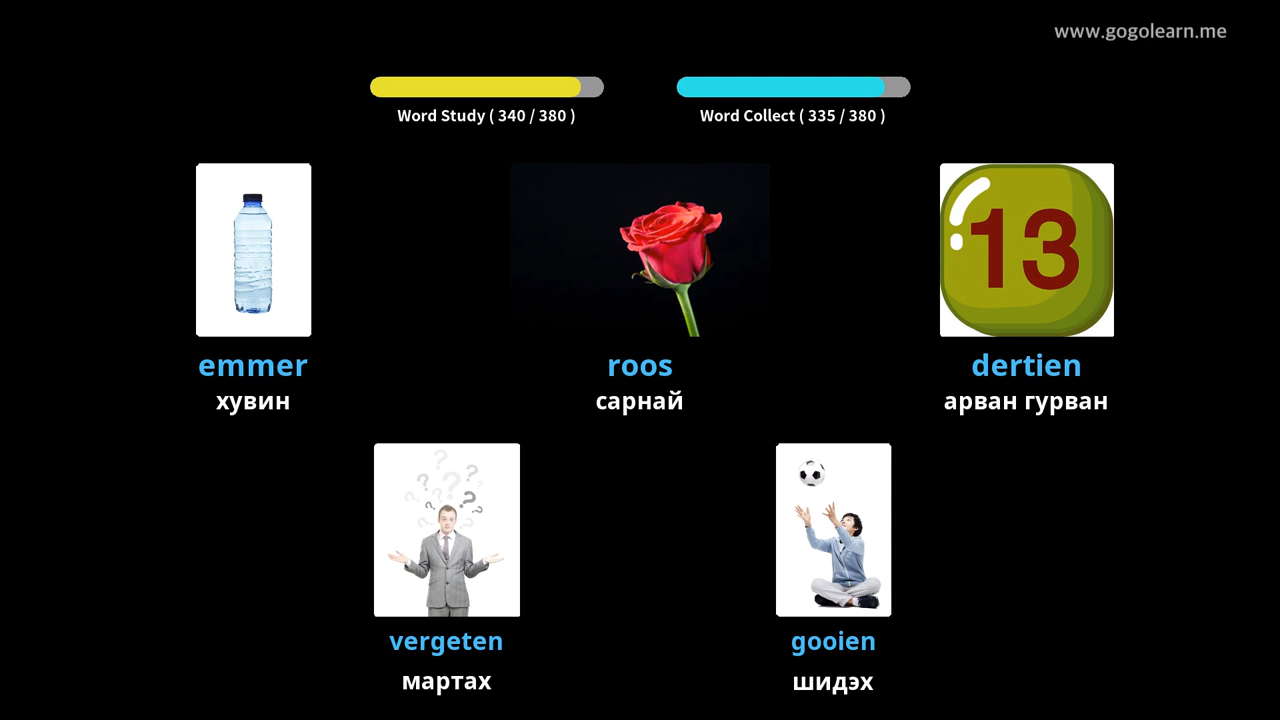 www.gogolearn.me
Word Study ( 340 / 380 )
Word Collect ( 335 / 380 )
13
emmer
хувин
roos
сарнай
dertien
арван гурван
vergeten
мартах
gooien
шидэх